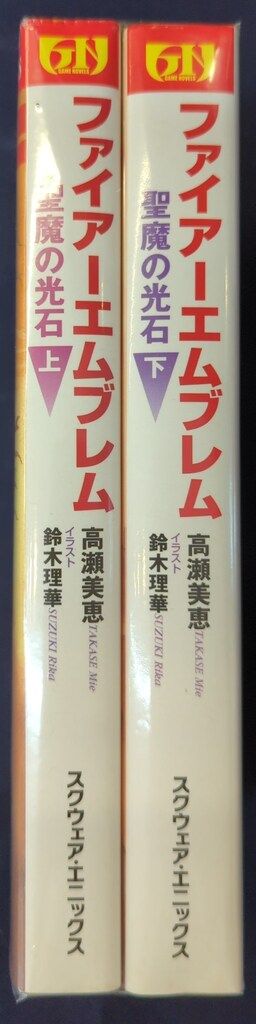 GN
GAME NOVELS
ファイアーエムブレム
聖魔の光石
上
高瀬美恵 TAKASE Mie
イラスト
鈴木理華 SUZUKI Rika
スクウェア・エニックス
GN
GAME NOVELS
ファイアーエムブレム
聖魔の光石
下
高瀬美恵 TAKASE Mie
イラスト
鈴木理華 SUZUKI Rika
スクウェア・エニックス